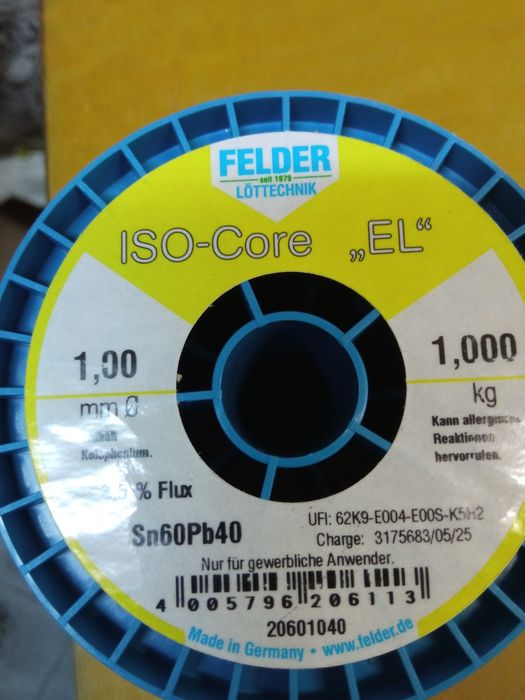 FELDER
seit 1979
LÖTTECHNIK
ISO-Core „EL“
1,00
mm Ø
Kolophonium.
% Flux
Sn60Pb40
1,000
kg
Kann
Reaktionen
hervorrufen.
UFI: 62K9-E004-E00S-K5H2
Charge: 3175683/05/25
Nur für gewerbliche Anwender.
4 005796 206113
20601040
Made in Germany • www.felder.de